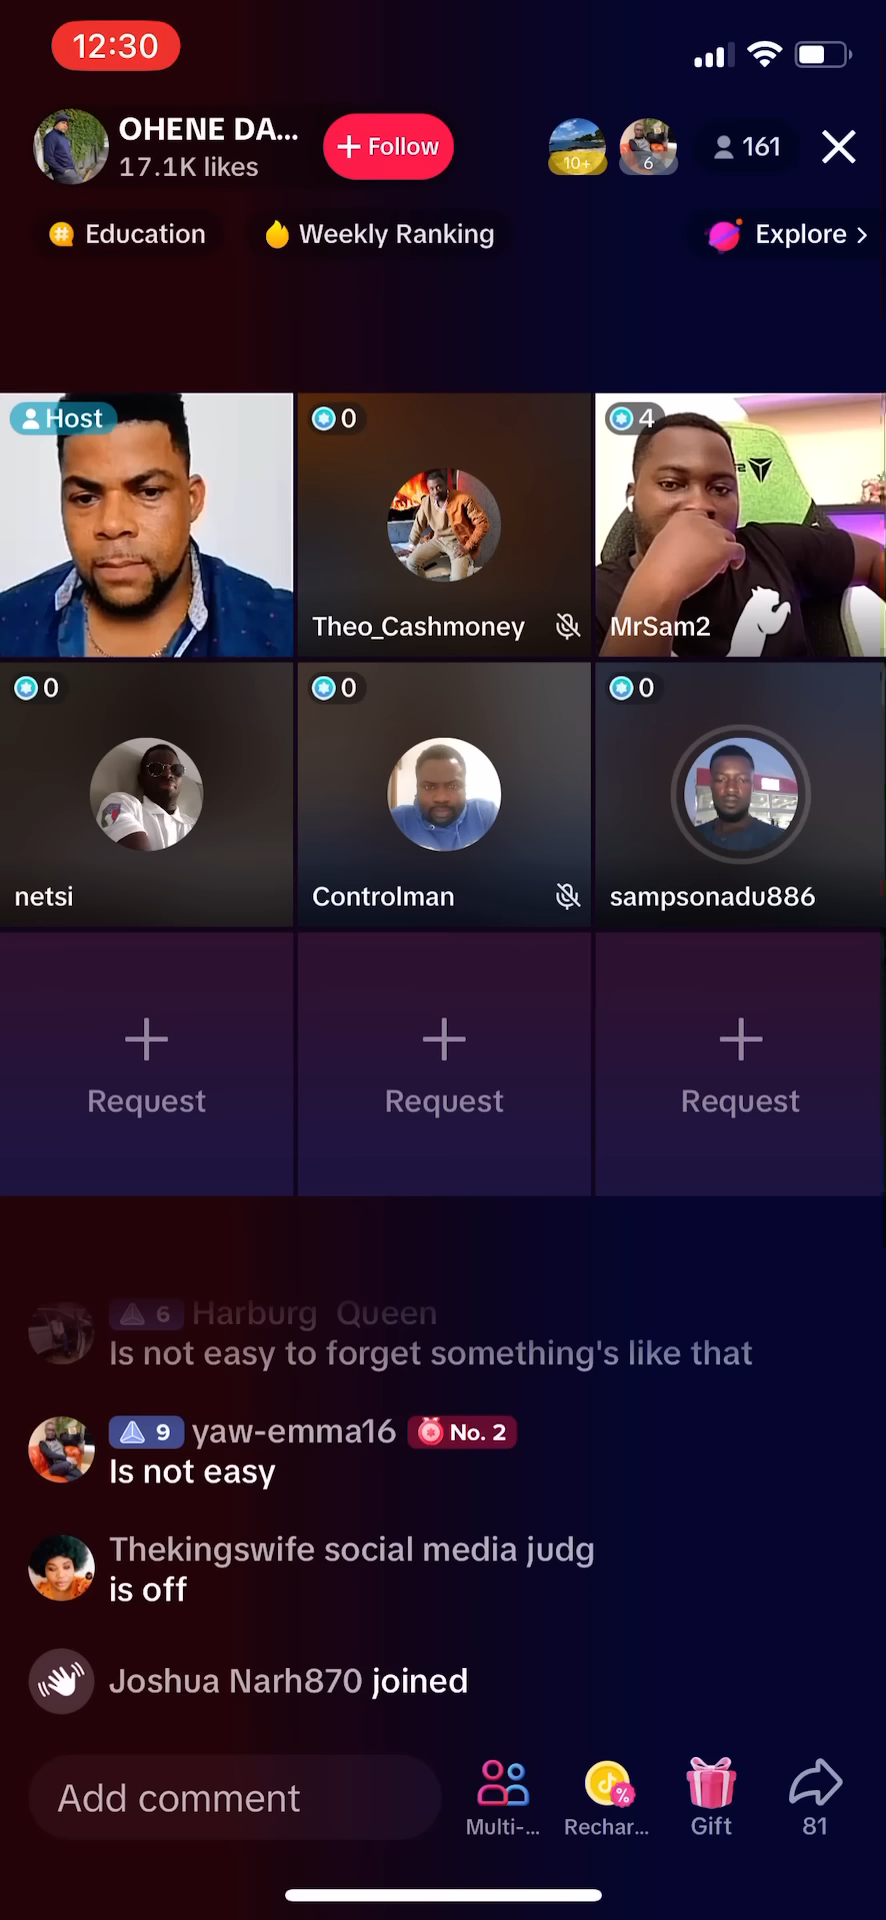 12:30
OHENE DA...
17.1K likes
+ Follow
10+
6
161
Education
Weekly Ranking
Explore >
Host
0
4
Theo_Cashmoney
MrSam2
0
0
0
netsi
Controlman
sampsonadu886
Request
Request
Request
6 Harburg Queen
Is not easy to forget something's like that
9 yaw-emma16 No. 2
Is not easy
Thekingswife social media judg
is off
Joshua Narh870 joined
Add comment
Multi-...
Rechar...
Gift
81